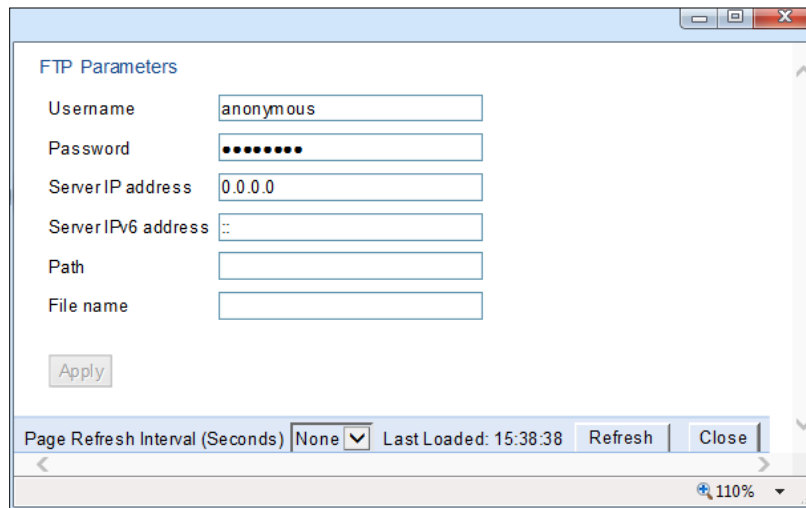 FTP Parameters
Username anonymous
Password ●●●●●●●●
Server IP address 0.0.0.0
Server IPv6 address ::
Path
File name
Apply
Page Refresh Interval (Seconds) None Last Loaded: 15:38:38 Refresh Close
110%